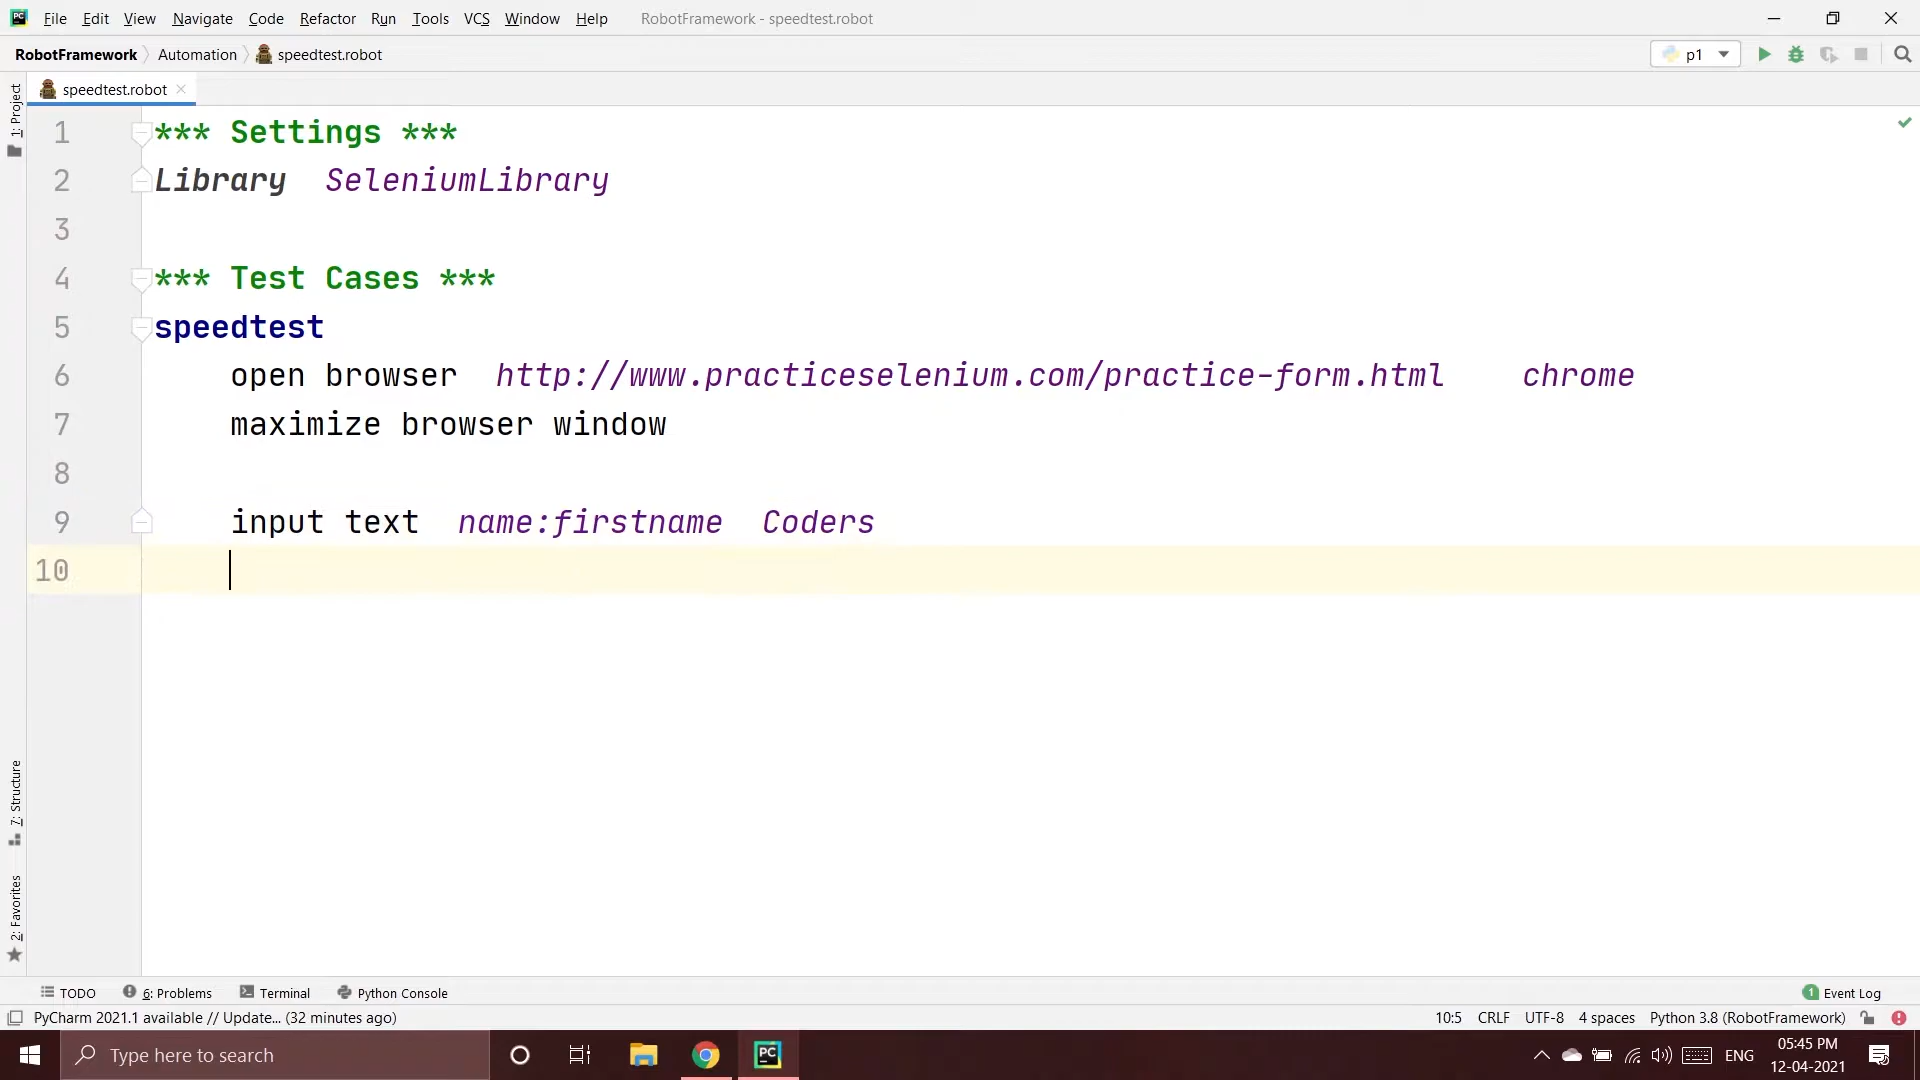 File Edit View Navigate Code Refactor Run Tools VCS Window Help RobotFramework - speedtest.robot
RobotFramework Automation speedtest.robot p1
speedtest.robot
1: Project
1 *** Settings ***
2 Library SeleniumLibrary
3
4 *** Test Cases ***
5 speedtest
6 open browser http://www.practiceselenium.com/practice-form.html chrome
7 maximize browser window
8
9 input text name:firstname Coders
10
7: Structure
2: Favorites
TODO 6: Problems Terminal Python Console 1 Event Log
PyCharm 2021.1 available // Update... (32 minutes ago) 10:5 CRLF UTF-8 4 spaces Python 3.8 (RobotFramework)
Type here to search ENG 05:45 PM
12-04-2021